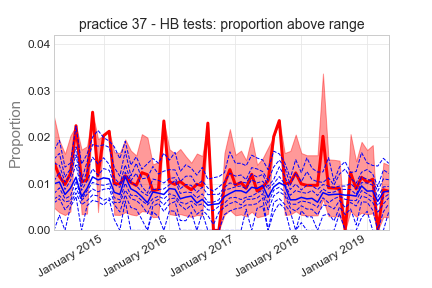 practice 37 - HB tests: proportion above range
0.04
0.03
0.02
0.01
0.00
Proportion
January 2015
January 2016
January 2017
January 2018
January 2019